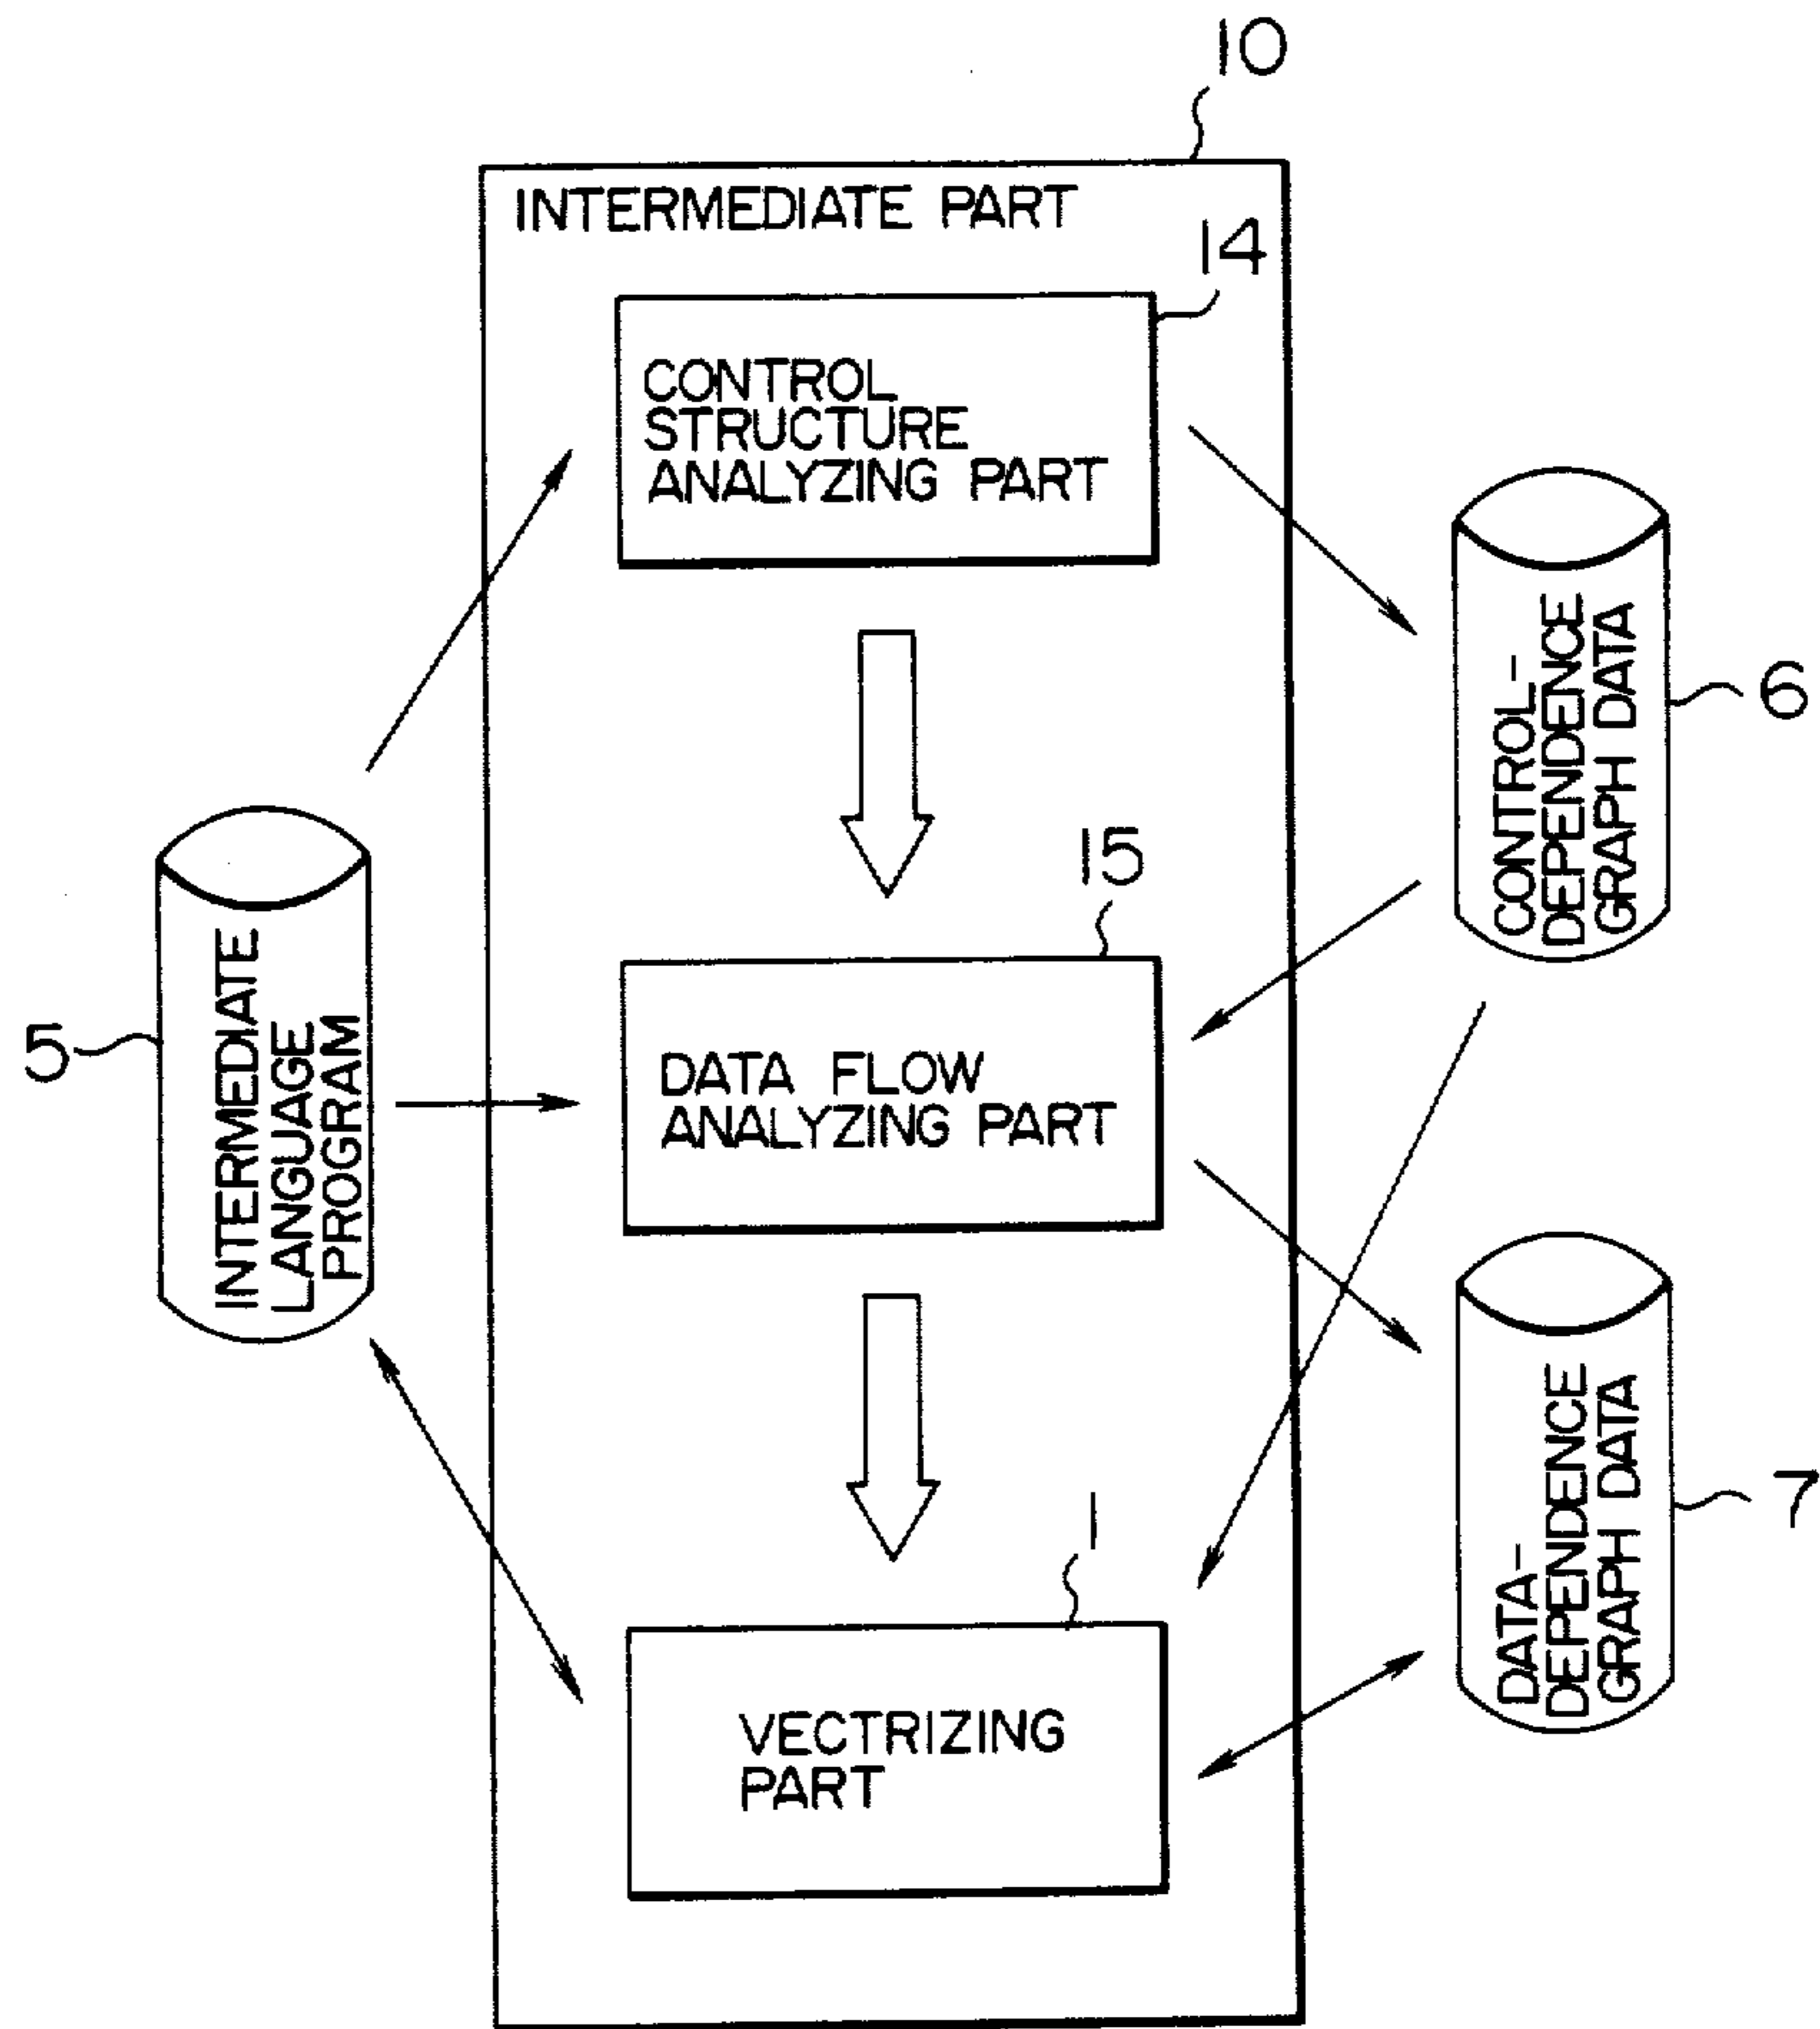 10
INTERMEDIATE PART
14
CONTROL
STRUCTURE
ANALYZING PART
CONTROL-
DEPENDENCE
GRAPH DATA
6
15
5
INTERMEDIATE
LANGUAGE
PROGRAM
DATA FLOW
ANALYZING PART
DATA-
DEPENDENCE
GRAPH DATA
7
1
VECTRIZING
PART